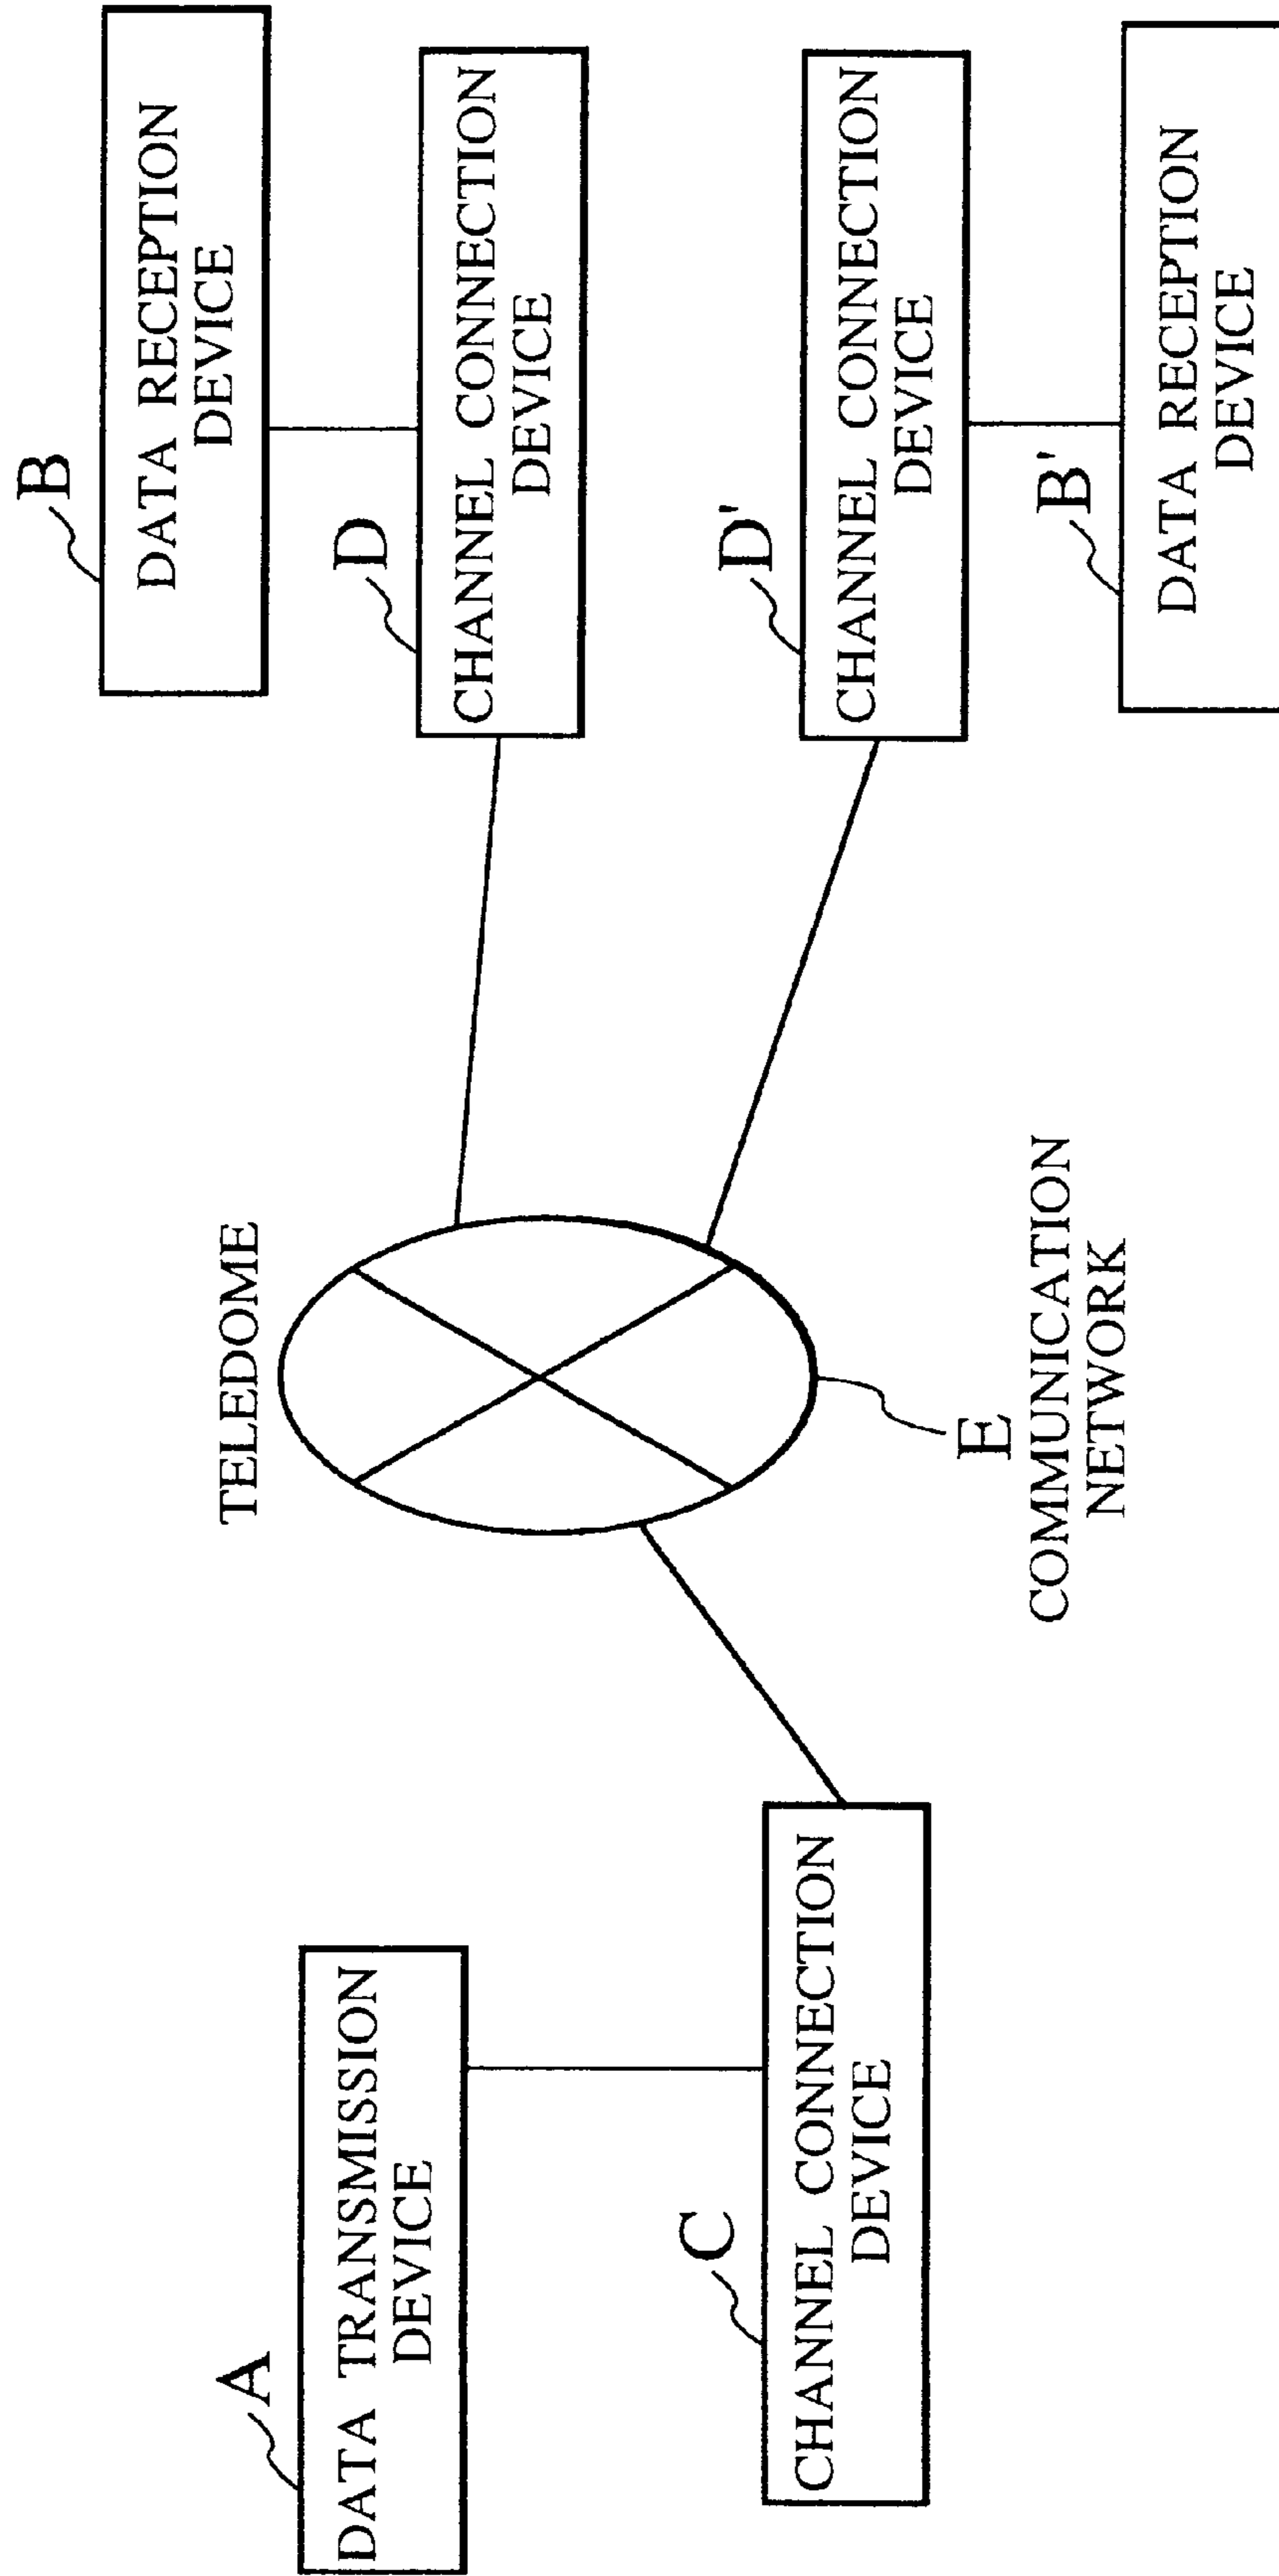 A
DATA TRANSMISSION
DEVICE
C
CHANNEL CONNECTION
DEVICE
TELEDOME
E
COMMUNICATION
NETWORK
B
DATA RECEPTION
DEVICE
D
CHANNEL CONNECTION
DEVICE
D'
CHANNEL CONNECTION
DEVICE
B'
DATA RECEPTION
DEVICE